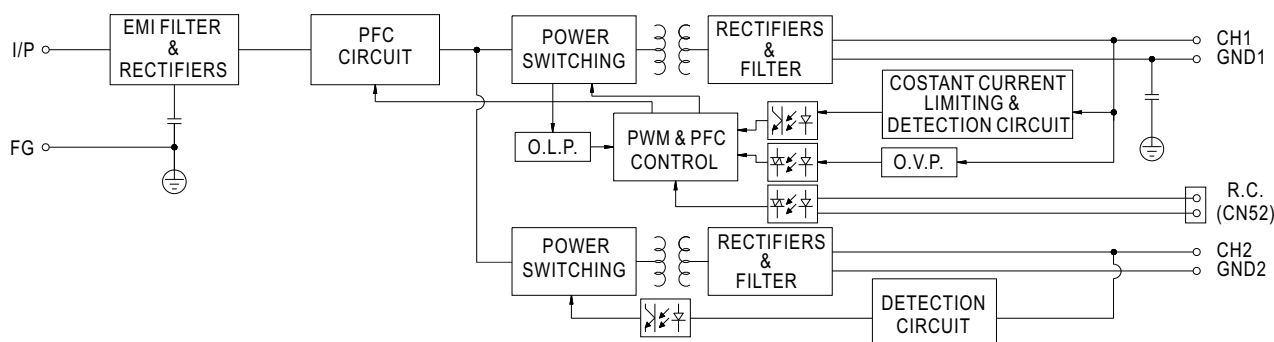 I/P
EMI FILTER
&
RECTIFIERS
PFC
CIRCUIT
POWER
SWITCHING
RECTIFIERS
&
FILTER
CH1
GND1
COSTANT CURRENT
LIMITING &
DETECTION CIRCUIT
FG
O.L.P.
PWM & PFC
CONTROL
O.V.P.
R.C.
(CN52)
POWER
SWITCHING
RECTIFIERS
&
FILTER
CH2
GND2
DETECTION
CIRCUIT